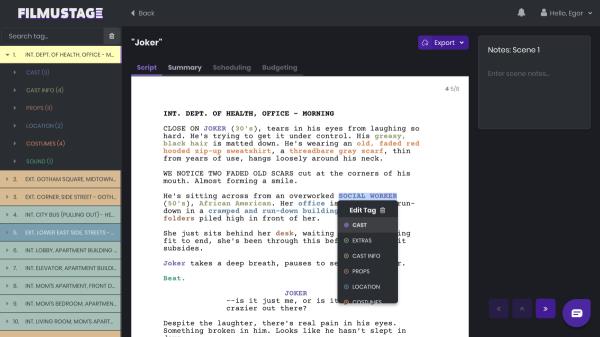 FILMUSTAGE
Back
Hello, Egor
Search tag...
"Joker"
Export
Script
Summary
Scheduling
Budgeting
1. INT. DEPT. OF HEALTH, OFFICE - M...
CAST (3)
CAST INFO (4)
PROPS (3)
LOCATION (2)
COSTUMES (4)
SOUND (1)
2. EXT. GOTHAM SQUARE, MIDTOWN...
3. EXT. CORNER, SIDE STREET - GOTH...
4. INT. CITY BUS (PULLING OUT) - HE...
5. EXT. LOWER EAST SIDE, STREETS -...
6. INT. LOBBY, APARTMENT BUILDING...
7. INT. ELEVATOR, APARTMENT BUILDI...
8. INT. MOM'S APARTMENT, FRONT D...
9. INT. MOM'S BEDROOM, APARTMEN...
10. INT. LIVING ROOM, MOM'S APART...
# 5/8
INT. DEPT. OF HEALTH, OFFICE - MORNING
CLOSE ON JOKER (30's), tears in his eyes from laughing so
hard. He's trying to get it under control. His greasy,
black hair is matted down. He's wearing an old, faded red
hooded zip-up sweatshirt, a threadbare gray scarf, thin
from years of use, hangs loosely around his neck.
WE NOTICE TWO FADED OLD SCARS cut at the corners of his
mouth. Almost forming a smile.
He's sitting across from an overworked SOCIAL WORKER
(50's), African American. Her office is run-
down in a cramped and run-down building
folders piled high in front of her.
She just sits behind her desk, waiting
fit to end, she's been through this bef it
subsides.
Joker takes a deep breath, pauses to se
Beat.
JOKER
--is it just me, or is it
crazier out there?
Despite the laughter, there's real pain in his eyes.
Something broken in him. Looks like he hasn't slept in
Edit Tag
CAST
EXTRAS
CAST INFO
PROPS
LOCATION
COSTUMES
Notes: Scene 1
Enter scene notes...